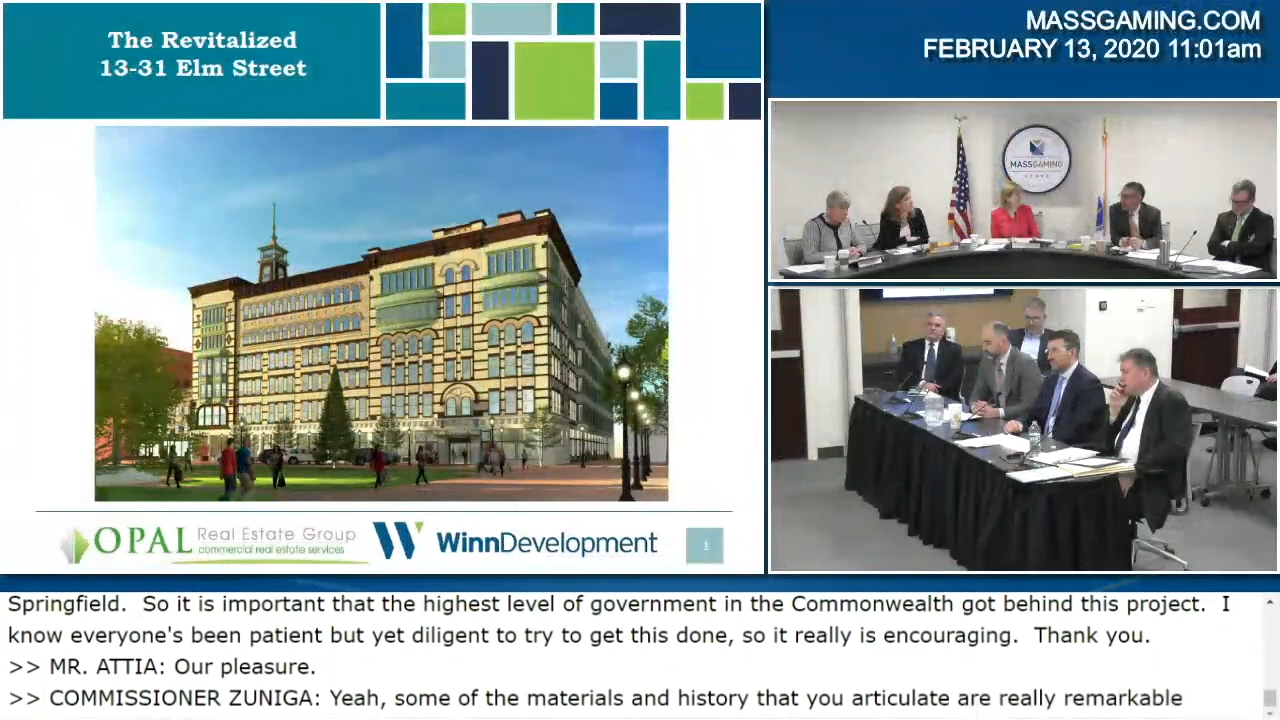 The Revitalized
13-31 Elm Street
MASSGAMING.COM
FEBRUARY 13, 2020 11:01am
MASSGAMING
OPAL Real Estate Group
commercial real estate services
WinnDevelopment
1
Springfield. So it is important that the highest level of government in the Commonwealth got behind this project. I
know everyone's been patient but yet diligent to try to get this done, so it really is encouraging. Thank you.
>> MR. ATTIA: Our pleasure.
>> COMMISSIONER ZUNIGA: Yeah, some of the materials and history that you articulate are really remarkable